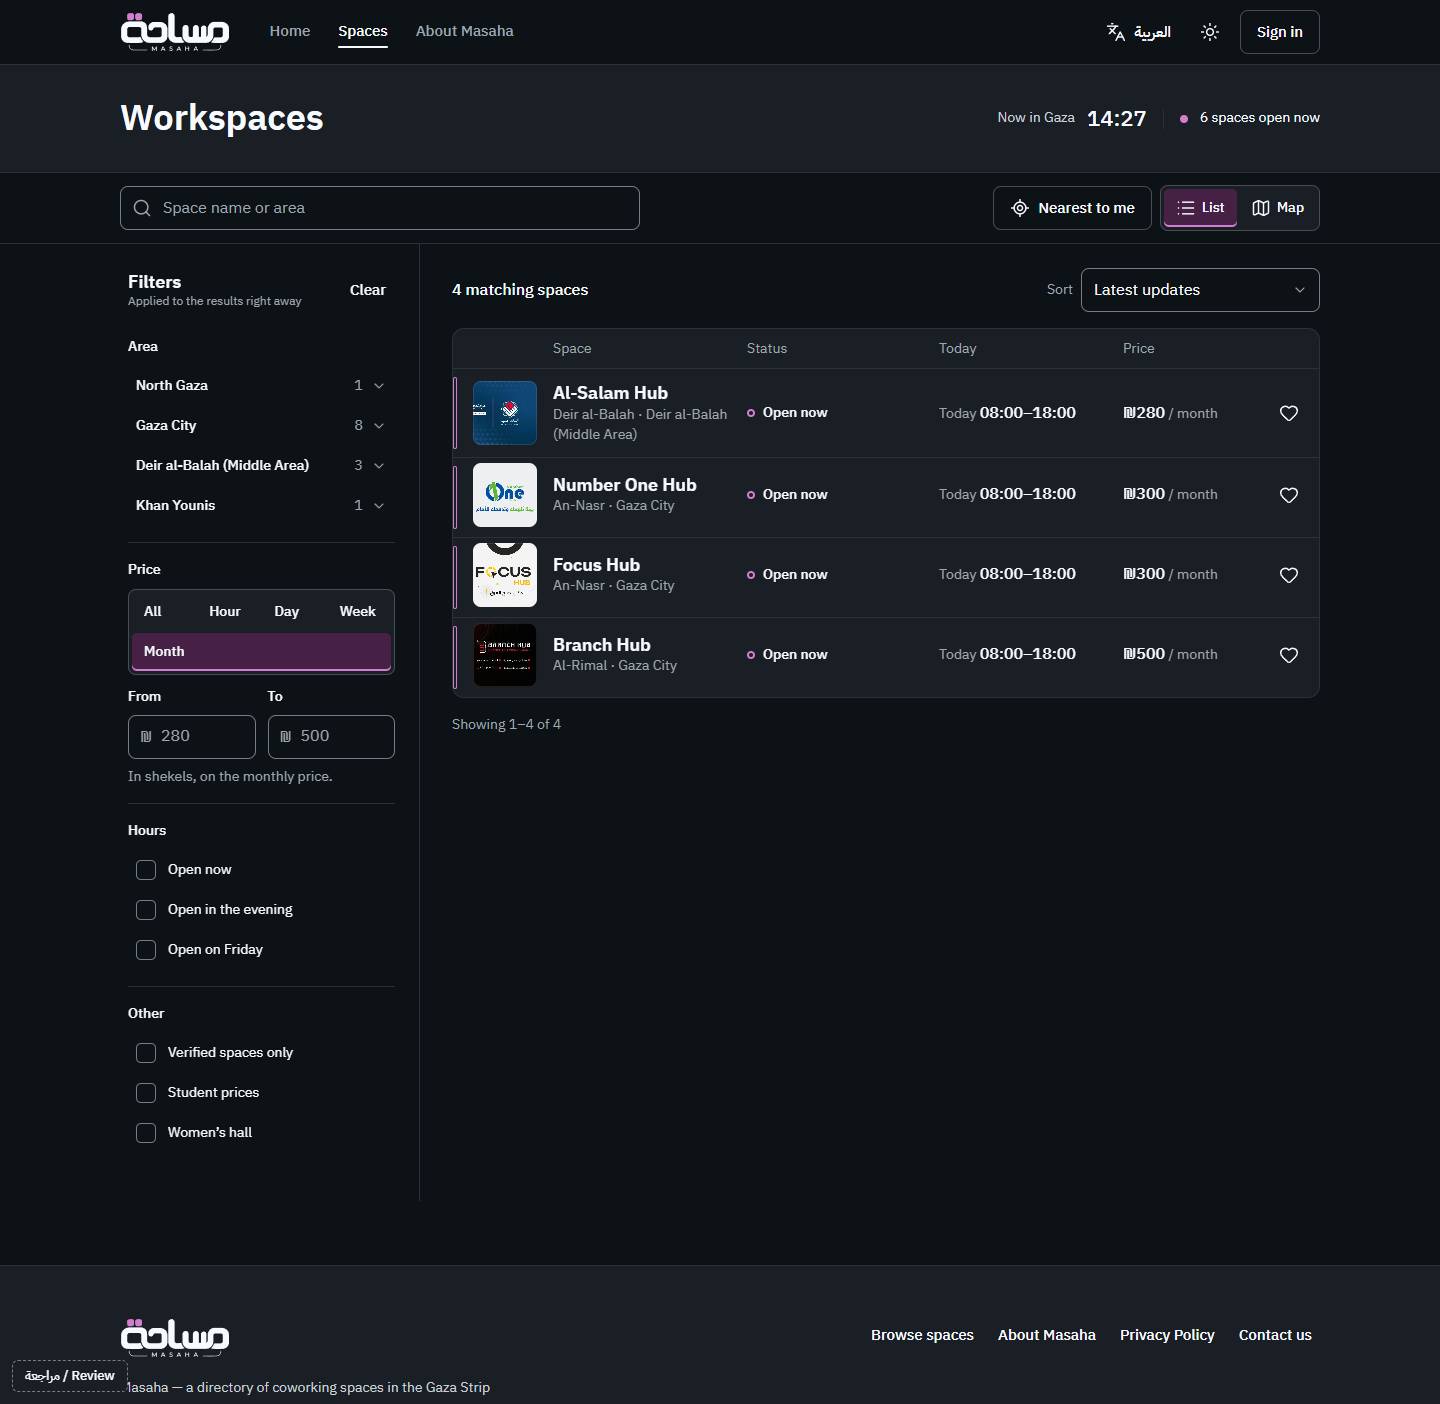 مساحة
MASAHA
Home
Spaces
About Masaha
العربية
Sign in
Workspaces
Now in Gaza 14:27
6 spaces open now
Space name or area
Nearest to me
List
Map
Filters
Applied to the results right away
Clear
Area
North Gaza 1
Gaza City 8
Deir al-Balah (Middle Area) 3
Khan Younis 1
Price
All
Hour
Day
Week
Month
From
To
₪ 280
₪ 500
In shekels, on the monthly price.
Hours
Open now
Open in the evening
Open on Friday
Other
Verified spaces only
Student prices
Women’s hall
4 matching spaces
Sort
Latest updates
Space
Status
Today
Price
Al-Salam Hub
Deir al-Balah · Deir al-Balah
(Middle Area)
Open now
Today 08:00–18:00
₪280 / month
One
Number One Hub
An-Nasr · Gaza City
Open now
Today 08:00–18:00
₪300 / month
FOCUS
HUB
Focus Hub
An-Nasr · Gaza City
Open now
Today 08:00–18:00
₪300 / month
BRANCH HUB
Branch Hub
Al-Rimal · Gaza City
Open now
Today 08:00–18:00
₪500 / month
Showing 1–4 of 4
مساحة
MASAHA
Browse spaces
About Masaha
Privacy Policy
Contact us
مراجعة / Review
Masaha — a directory of coworking spaces in the Gaza Strip